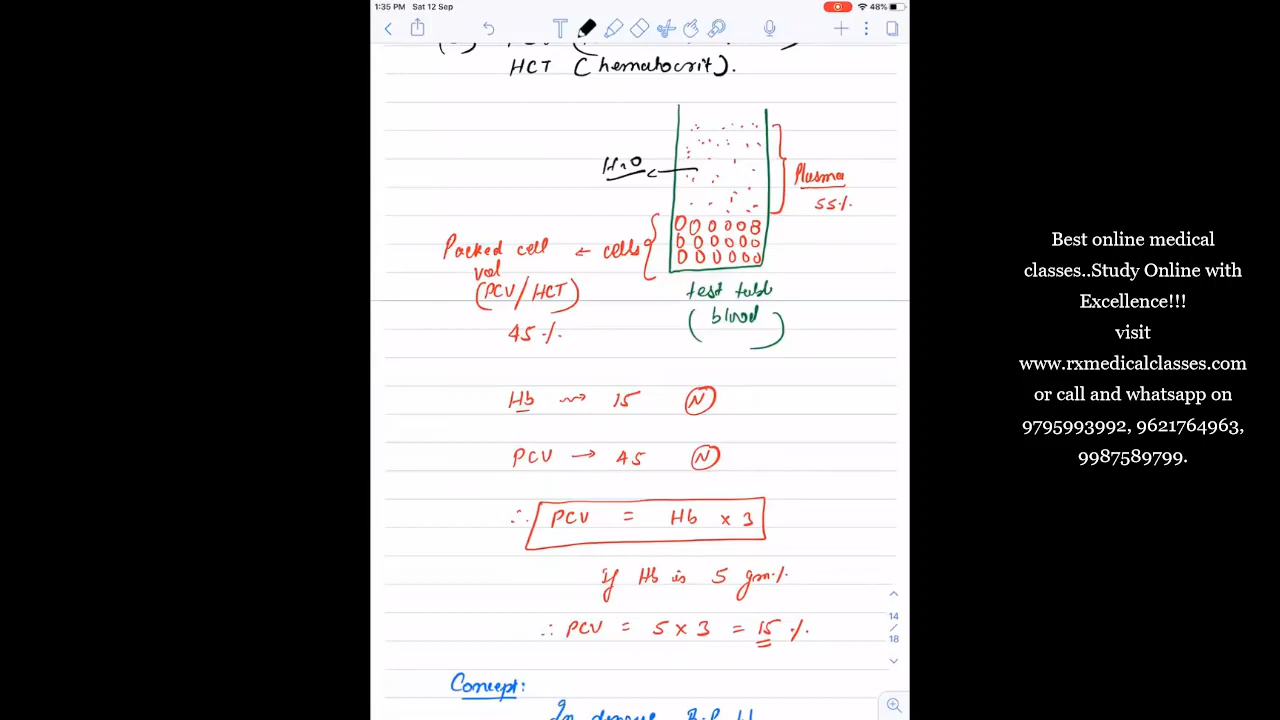 1:35 PM Sat 12 Sep
48%
HCT (hematocrit).
H2O
Plasma
55%
Packed cell ← cells
vol
(PCV/HCT)
45%
test tube
(blood)
Hb → 15 N
PCV → 45 N
∴ PCV = Hb × 3
If Hb is 5 gm%
∴ PCV = 5 × 3 = 15 %
14
/
18
Concept:
In dengue
Best online medical
classes..Study Online with
Excellence!!!
visit
www.rxmedicalclasses.com
or call and whatsapp on
9795993992, 9621764963,
9987589799.